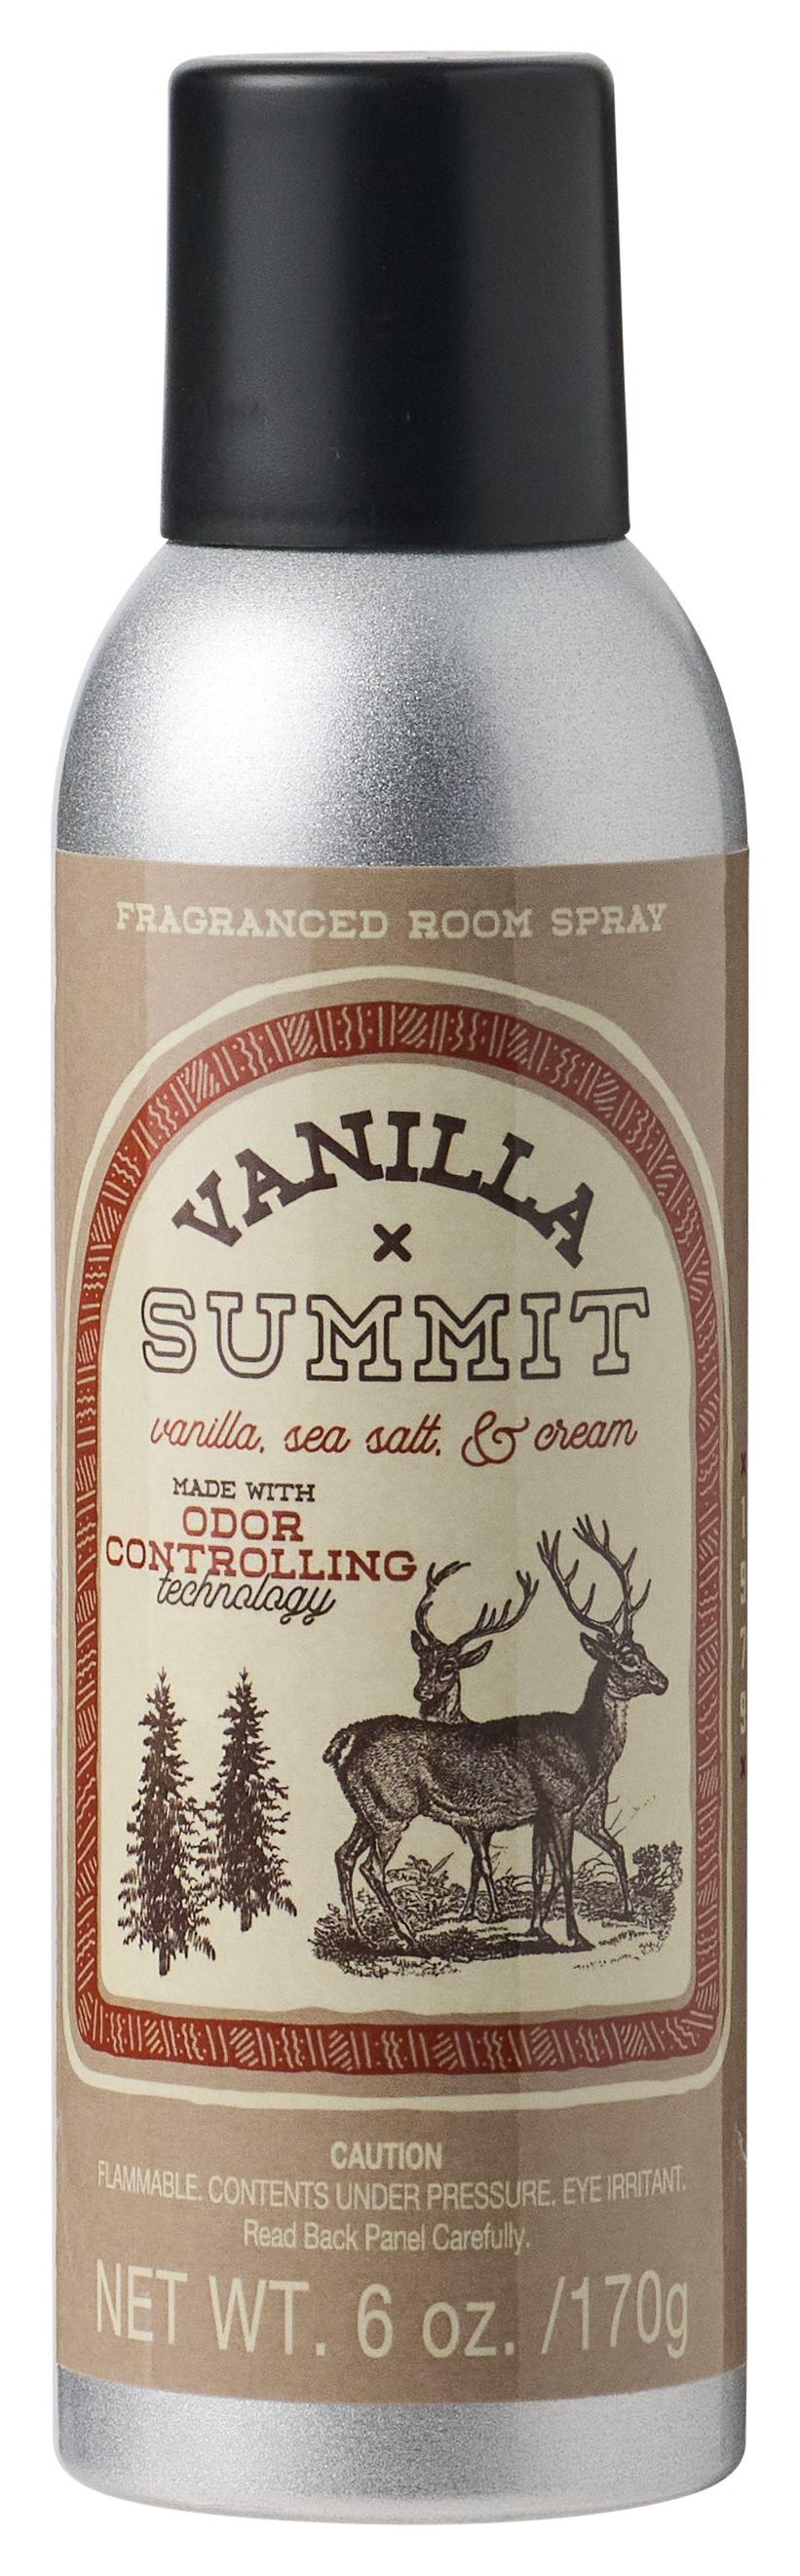 FRAGRANCED ROOM SPRAY
VANILLA
×
SUMMIT
vanilla, sea salt, & cream
MADE WITH
ODOR
CONTROLLING
technology
× 1979 ×
CAUTION
FLAMMABLE. CONTENTS UNDER PRESSURE. EYE IRRITANT.
Read Back Panel Carefully.
NET WT. 6 oz. /170g